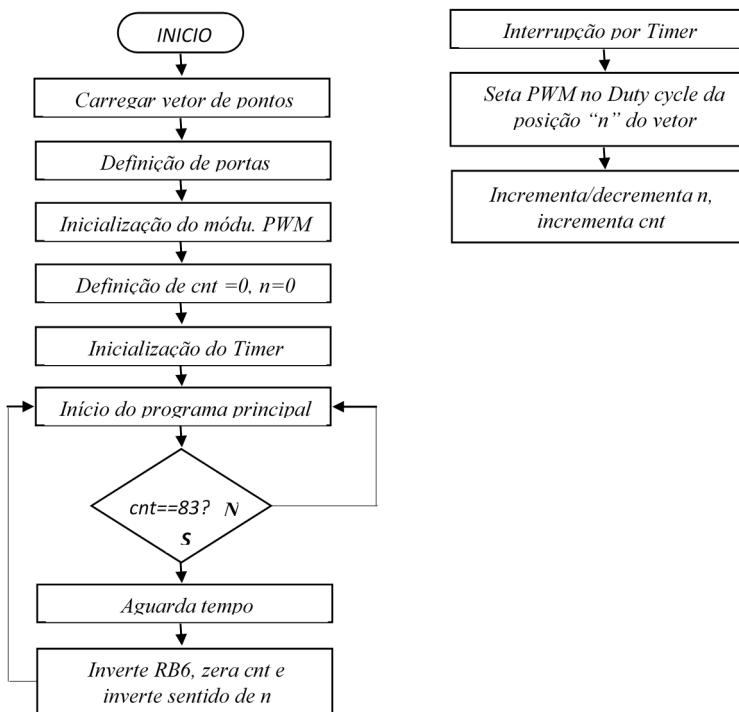 INICIO
Carregar vetor de pontos
Definição de portas
Inicialização do módu. PWM
Definição de cnt =0, n=0
Inicialização do Timer
Início do programa principal
cnt==83? N
S
Aguarda tempo
Inverte RB6, zera cnt e
inverte sentido de n
Interrupção por Timer
Seta PWM no Duty cycle da
posição “n” do vetor
Incrementa/decrementa n,
incrementa cnt